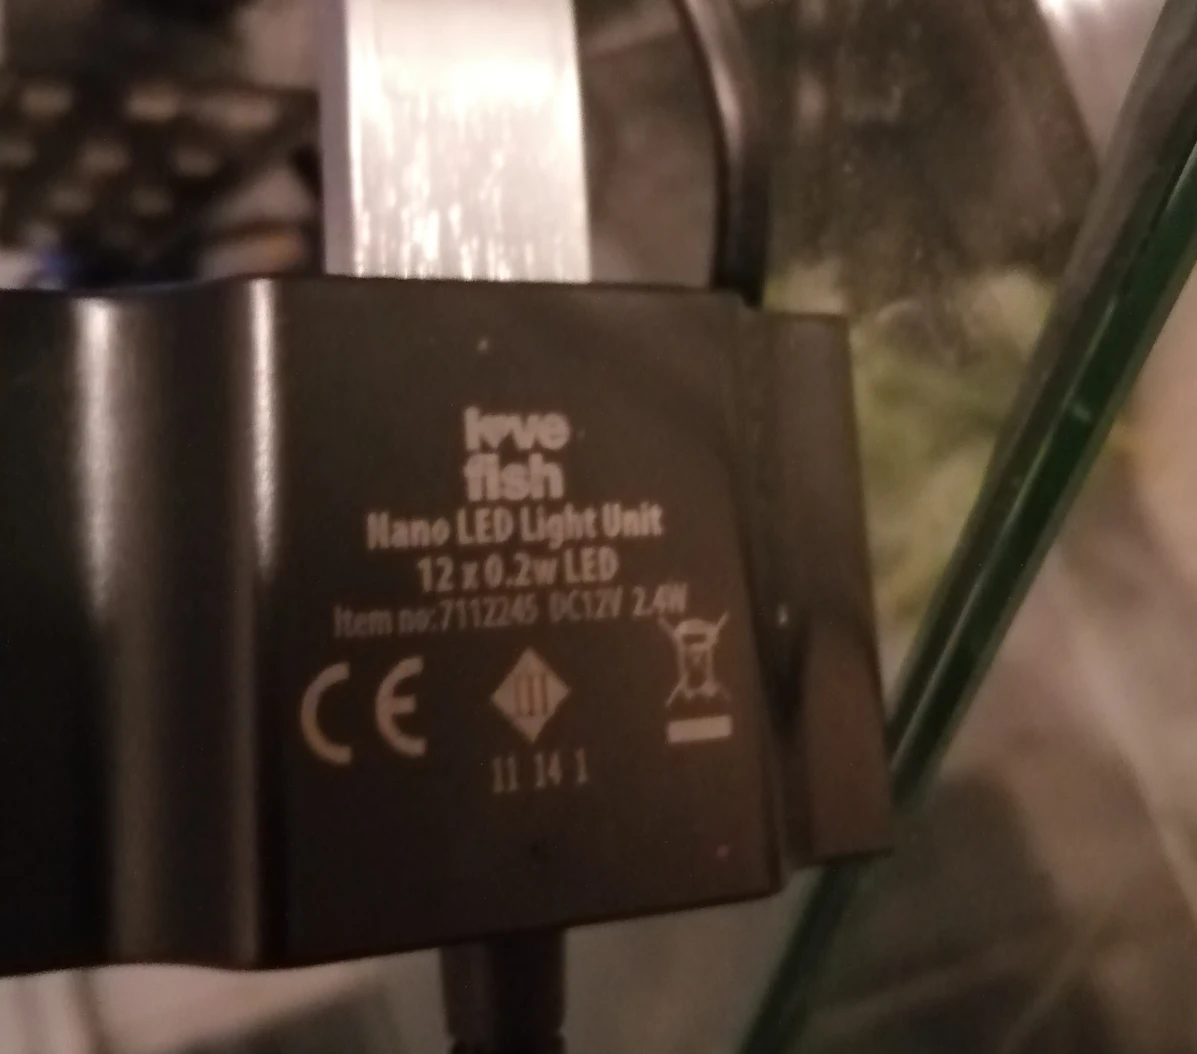 love
fish
Nano LED Light Unit
12 x 0.2w LED
Item no:7112245 DC12V 2.4W
CE
III
11 14 1